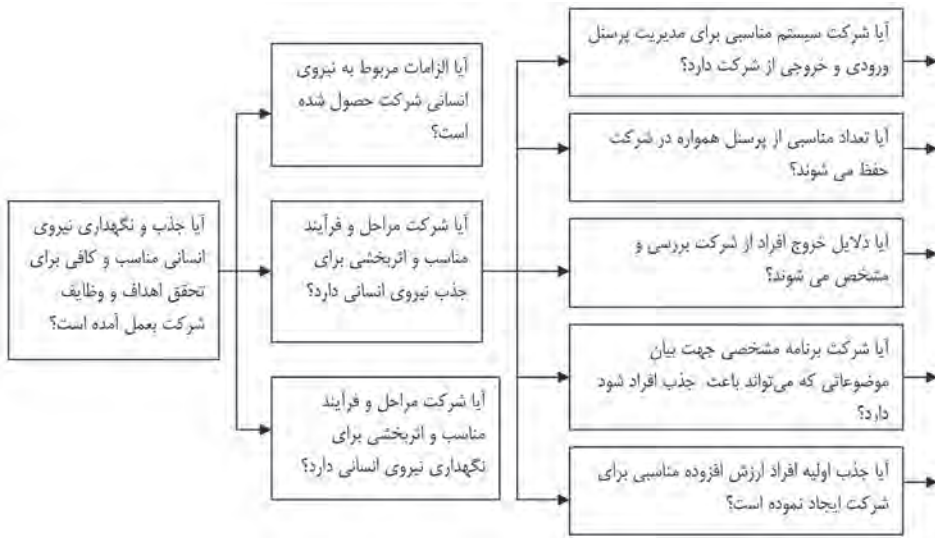 آیا جذب و نگهداری نیروی
انسانی مناسب و کافی برای
تحقق اهداف و وظایف
شرکت بعمل آمده است؟
آیا الزامات مربوط به نیروی
انسانی شرکت حصول شده
است؟
آیا شرکت مراحل و فرآیند
مناسب و اثربخشی برای
جذب نیروی انسانی دارد؟
آیا شرکت مراحل و فرآیند
مناسب و اثربخشی برای
نگهداری نیروی انسانی دارد؟
آیا شرکت سیستم مناسبی برای مدیریت پرسنل
ورودی و خروجی از شرکت دارد؟
آیا تعداد مناسبی از پرسنل همواره در شرکت
حفظ می شوند؟
آیا دلایل خروج افراد از شرکت بررسی و
مشخص می شوند؟
آیا شرکت برنامه مشخصی جهت بیان
موضوعاتی که می‌تواند باعث جذب افراد شود
دارد؟
آیا جذب اولیه افراد ارزش افزوده مناسبی برای
شرکت ایجاد نموده است؟